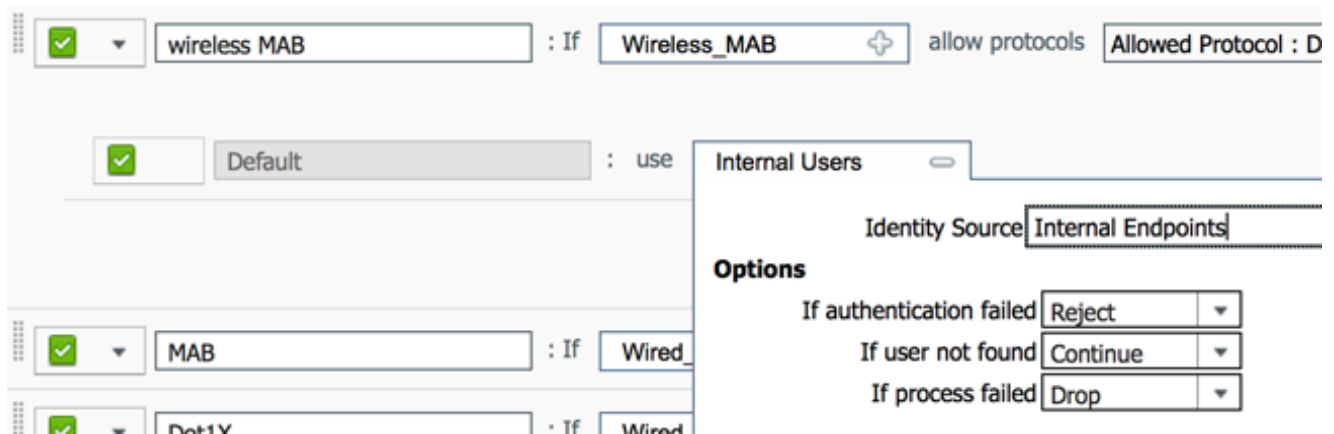 wireless MAB : If Wireless_MAB allow protocols Allowed Protocol : D
Default : use Internal Users
Identity Source Internal Endpoints
Options
If authentication failed Reject
If user not found Continue
MAB : If Wired_
If process failed Drop
Dot1X : If Wired